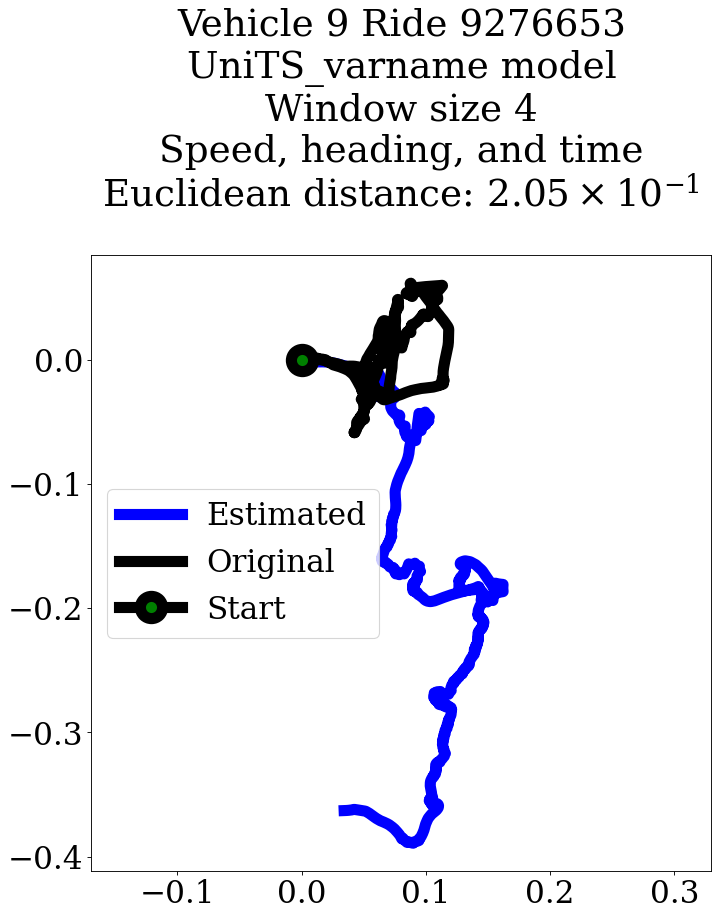 Vehicle 9 Ride 9276653
UniTS_varname model
Window size 4
Speed, heading, and time
Euclidean distance: 2.05 × 10⁻¹
0.0
−0.1
−0.2
−0.3
−0.4
Estimated
Original
Start
−0.1 0.0 0.1 0.2 0.3